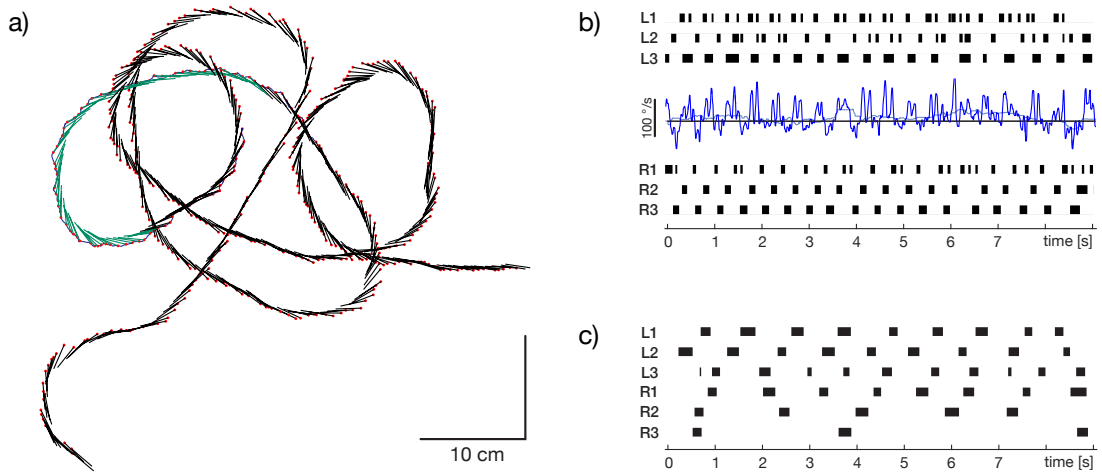 a)
10 cm
b)
L1
L2
L3
100 °/s
R1
R2
R3
0 1 2 3 4 5 6 7 time [s]
c)
L1
L2
L3
R1
R2
R3
0 1 2 3 4 5 6 7 time [s]